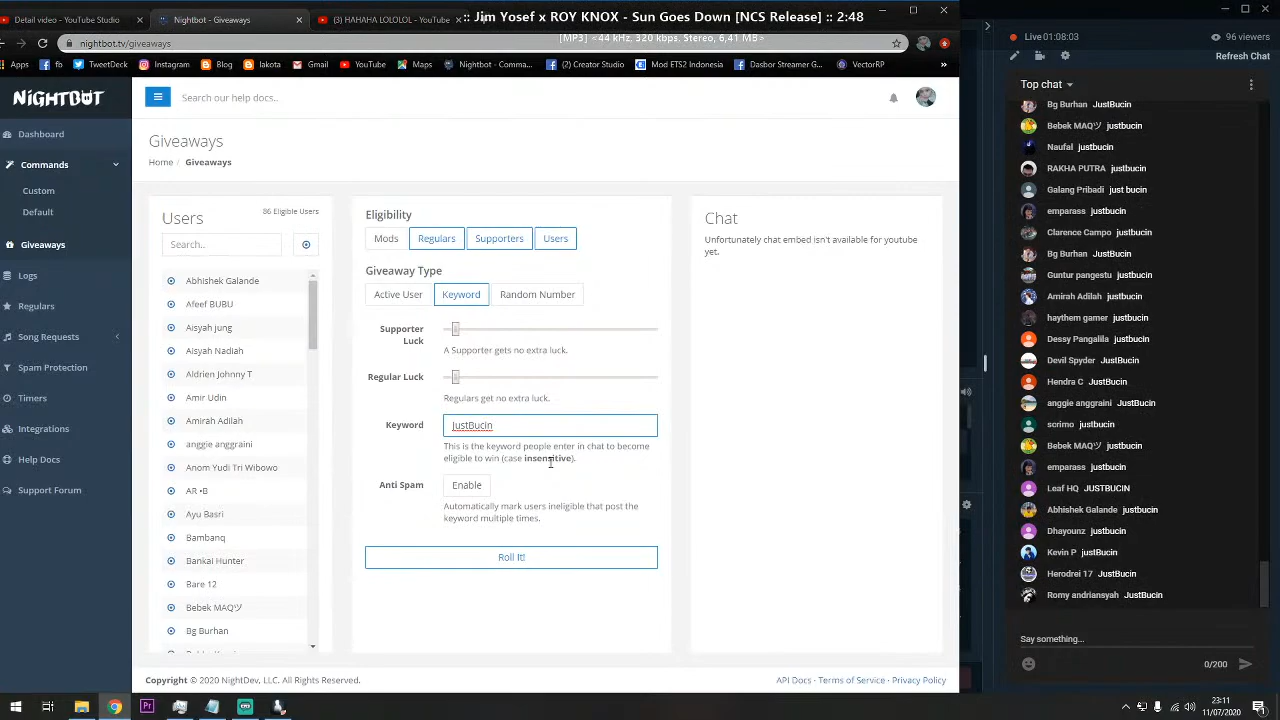 Detail video - YouTube Studio
Nightbot - Giveaways
(3) HAHAHA LOLOLOL - YouTube
:: Jim Yosef x ROY KNOX - Sun Goes Down [NCS Release] :: 2:48
[MP3] <44 kHz, 320 kbps, Stereo, 6,41 MB>
nightbot.tv/giveaways
Apps
fb
TweetDeck
Instagram
Blog
lakota
Gmail
YouTube
Maps
Nightbot - Comma...
(2) Creator Studio
Mod ETS2 Indonesia
Dasbor Streamer G...
VectorRP
»
NIGHTBOT
Search our help docs..
Dashboard
Commands
Custom
Default
Giveaways
Logs
Regulars
Song Requests
Spam Protection
Timers
Integrations
Help Docs
Support Forum
Giveaways
Home / Giveaways
Users
86 Eligible Users
Search..
Abhishek Galande
Afeef BUBU
Aisyah jung
Aisyah Nadiah
Aldrien Johnny T
Amir Udin
Amirah Adilah
anggie anggraini
Anom Yudi Tri Wibowo
AR •B
Ayu Basri
Bambanq
Bankai Hunter
Bare 12
Bebek MAQツ
Bg Burhan
Eligibility
Mods
Regulars
Supporters
Users
Giveaway Type
Active User
Keyword
Random Number
Supporter
Luck
A Supporter gets no extra luck.
Regular Luck
Regulars get no extra luck.
Keyword
JustBucin
This is the keyword people enter in chat to become
eligible to win (case insensitive).
Anti Spam
Enable
Automatically mark users ineligible that post the
keyword multiple times.
Roll It!
Chat
Unfortunately chat embed isn't available for youtube
yet.
Copyright © 2020 NightDev, LLC. All Rights Reserved.
API Docs · Terms of Service · Privacy Policy
Live 01:08:03
96 viewers
Refresh Chat
Top chat
Bg Burhan JustBucin
Bebek MAQツ justbucin
Naufal justbucin
RAKHA PUTRA justbucin
Galang Pribadi just bucin
emparass justbucin
Clarence Campo justbucin
Bg Burhan JustBucin
Guntur pangestu justbucin
Amirah Adilah justbucin
haythem gamer justbucin
Dessy Pangalila justbucin
Devil Spyder JustBucin
Hendra C justbucin
anggie anggraini JustBucin
scrimo justbucin
Bebek MAQツ justbucin
emparass justbucin
Leaf HQ JUSTBUCIN
Abhishek Galande justbucin
Dhayounz justbucin
Kevin P justBucin
Herodrei 17 justbucin
Romy andriansyah JustBucin
Say something...
0/200
23:11
11/07/2020